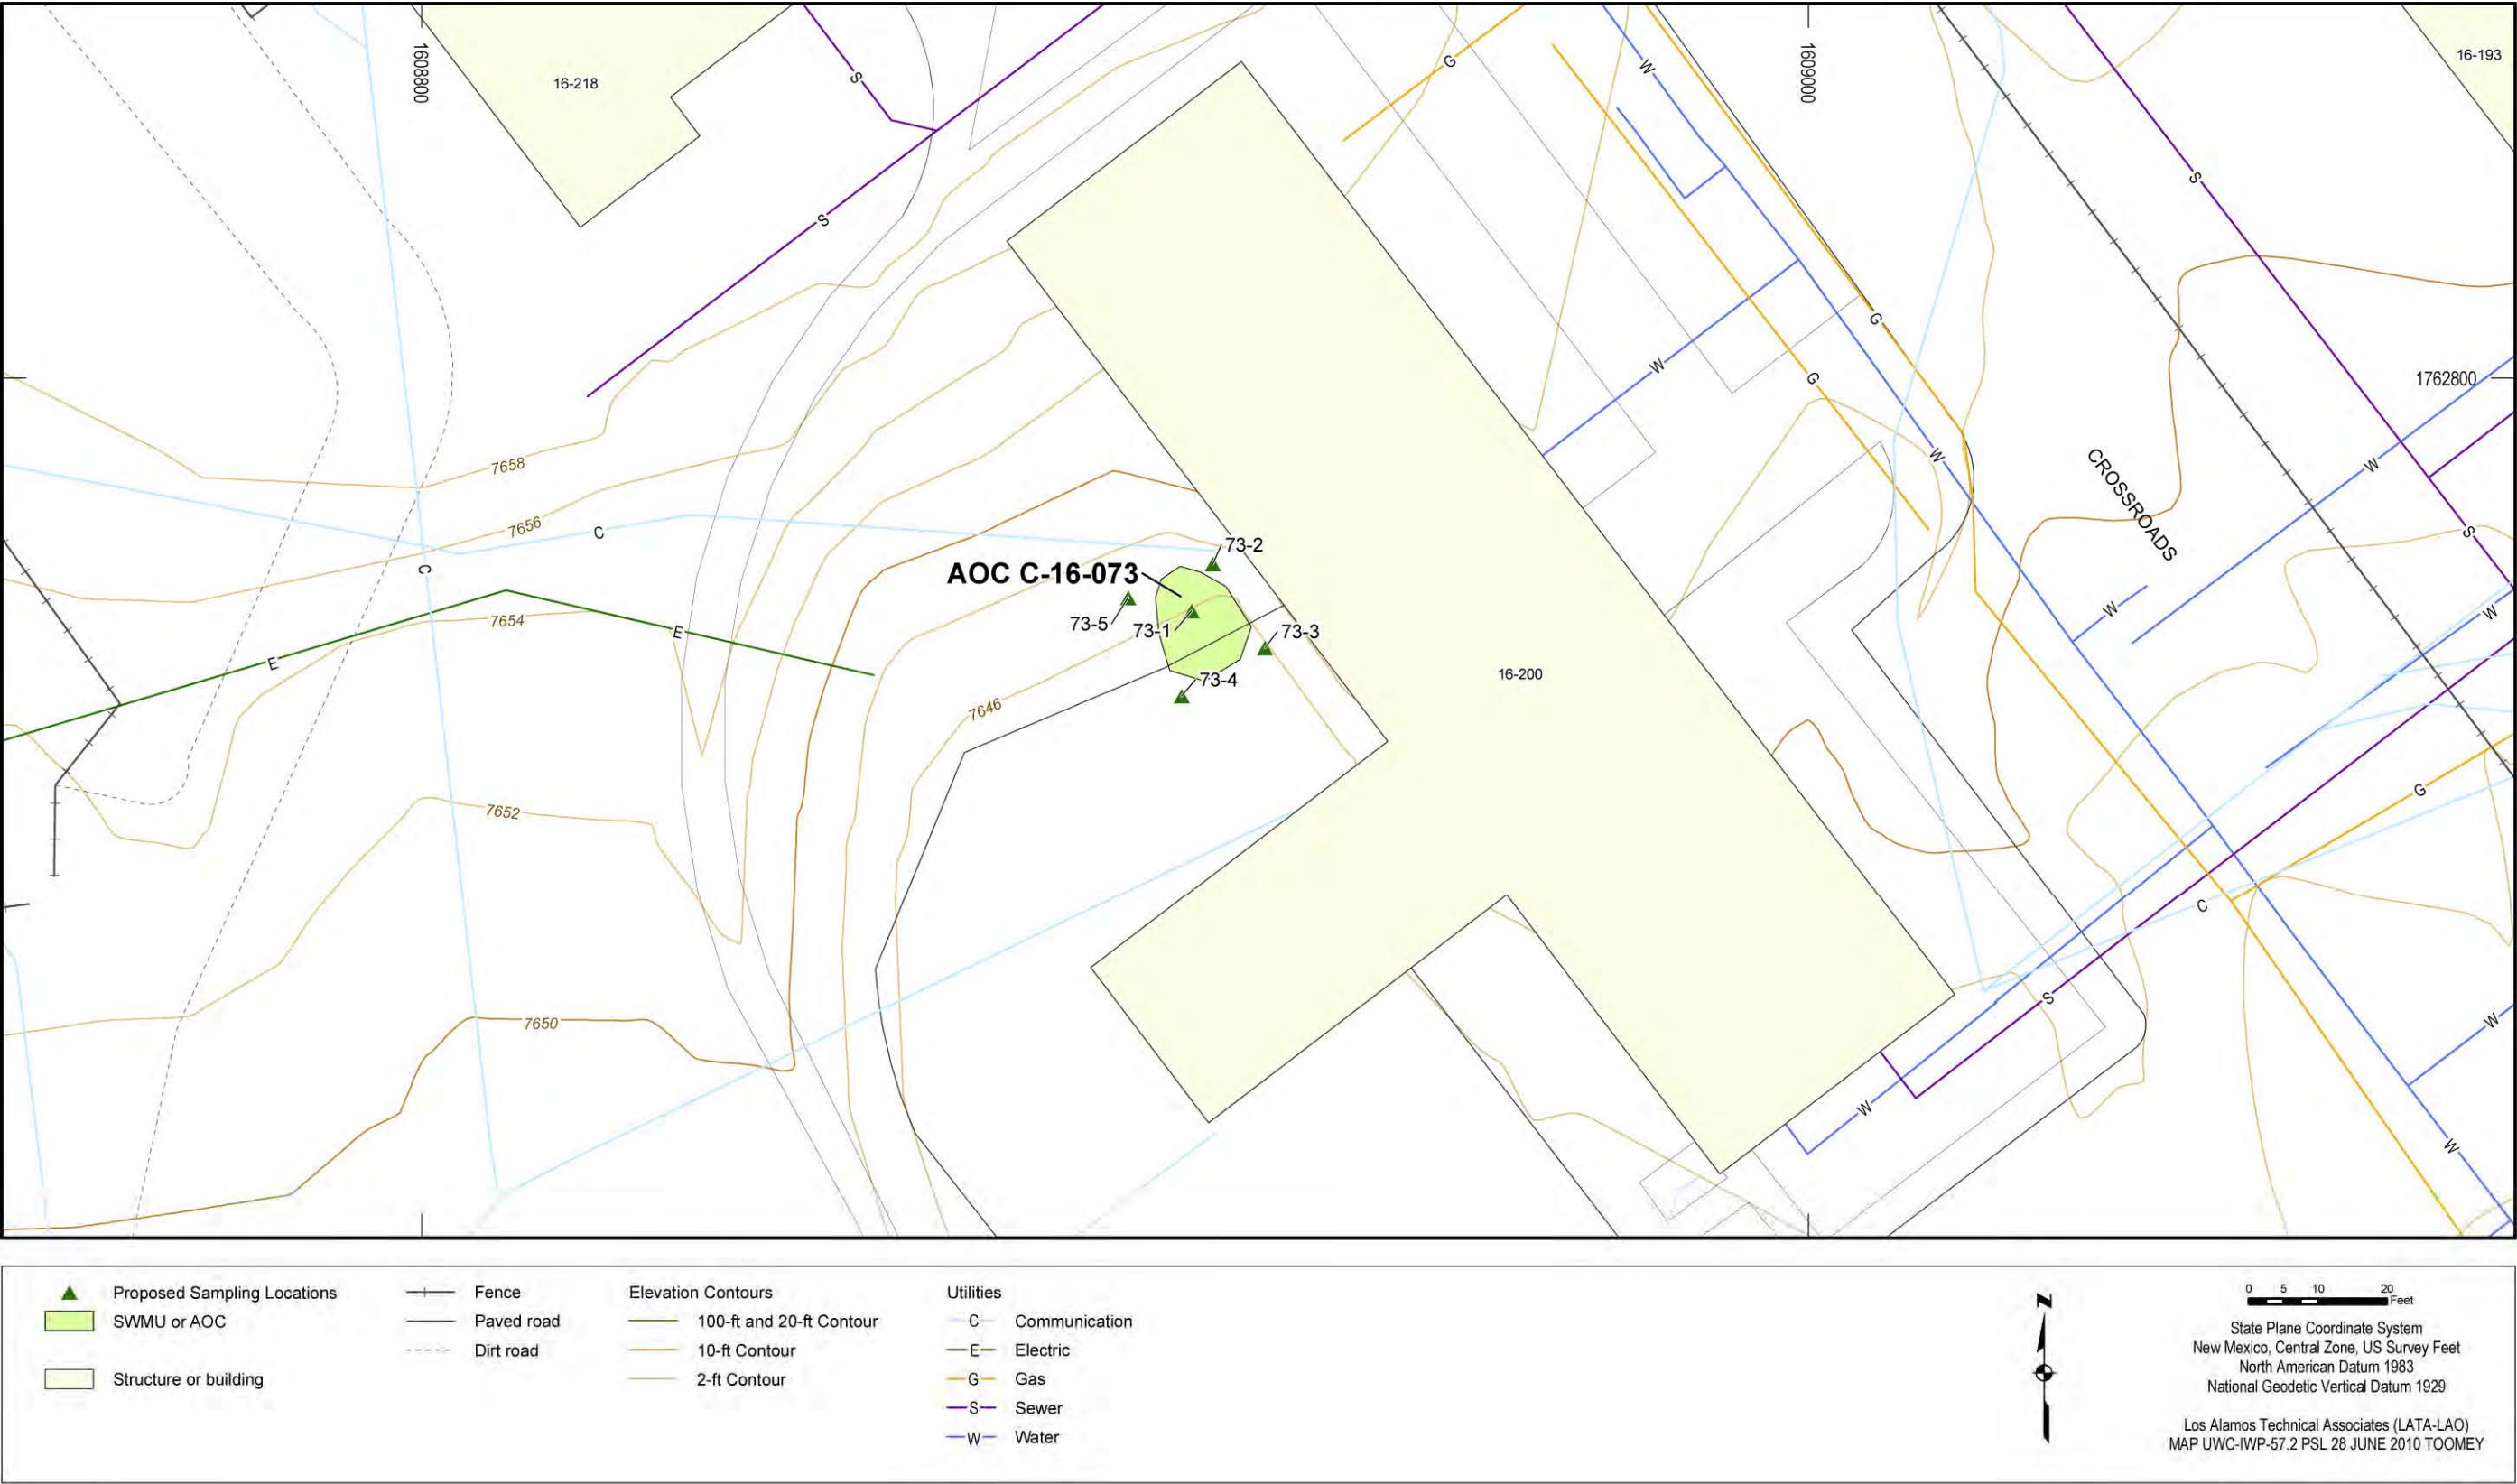 1608800
16-218
S
G
W
1609000
16-193
S
S
G
W
G
1762800
7658
W
W
CROSSROADS
7656
C
S
C
73-2
AOC C-16-073
73-5
73-1
73-3
W
W
7654
E
E
73-4
16-200
7646
7652
G
C
7650
S
W
W
W
Proposed Sampling Locations
SWMU or AOC
Structure or building
Fence
Paved road
Dirt road
Elevation Contours
100-ft and 20-ft Contour
10-ft Contour
2-ft Contour
Utilities
C Communication
E Electric
G Gas
S Sewer
W Water
N
0 5 10 20
Feet
State Plane Coordinate System
New Mexico, Central Zone, US Survey Feet
North American Datum 1983
National Geodetic Vertical Datum 1929
Los Alamos Technical Associates (LATA-LAO)
MAP UWC-IWP-57.2 PSL 28 JUNE 2010 TOOMEY